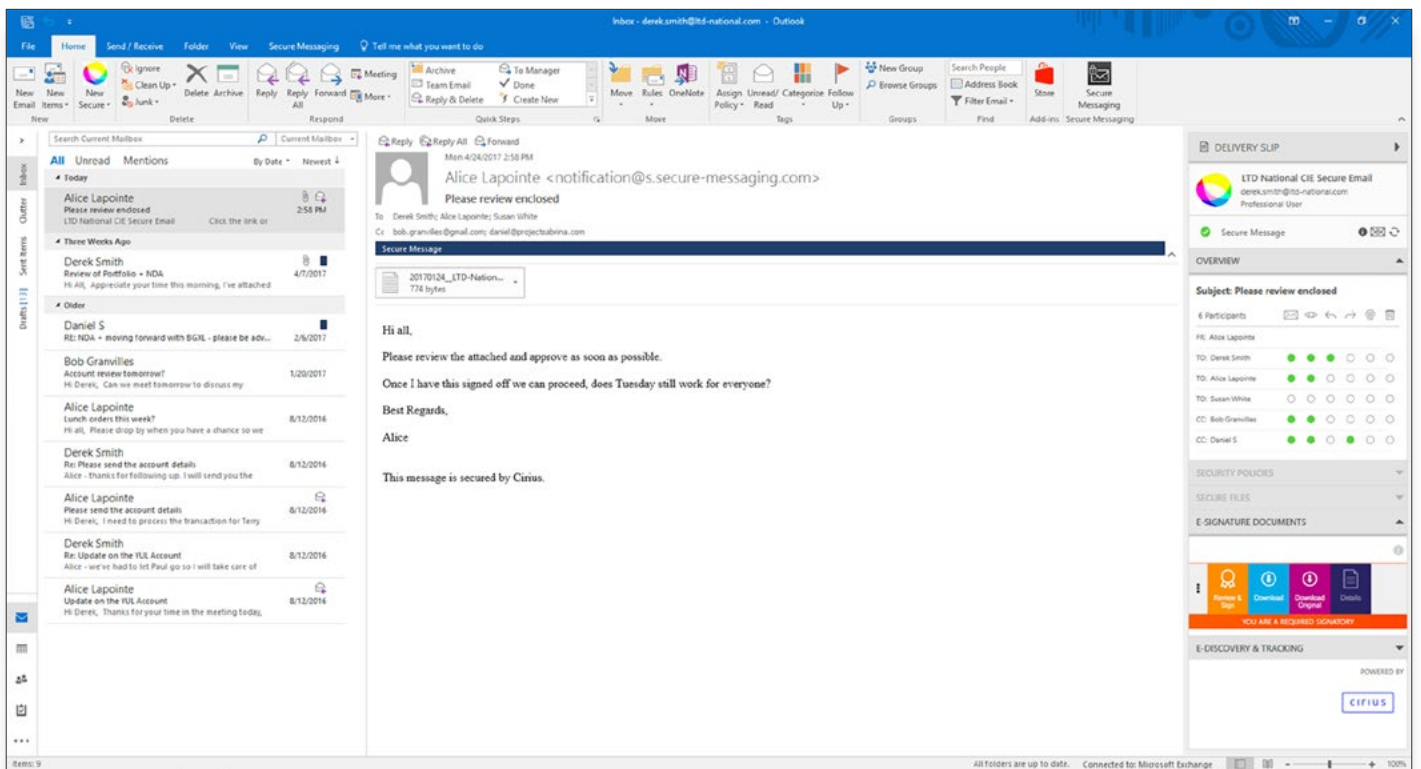 Inbox - derek.smith@ltd-national.com - Outlook
File Home Send / Receive Folder View Secure Messaging Tell me what you want to do
New Email
New Items
New Secure
New
Ignore
Clean Up
Junk
Delete
Archive
Delete
Reply
Reply All
Forward
Meeting
More
Respond
Archive
Team Email
Reply & Delete
To Manager
Done
Create New
Quick Steps
Move
Rules
OneNote
Move
Assign Policy
Unread/ Read
Categorize
Follow Up
Tags
New Group
Browse Groups
Groups
Search People
Address Book
Filter Email
Find
Store
Add-ins
Secure Messaging
Secure Messaging
Inbox
Clutter
Sent Items
Drafts [13]
Search Current Mailbox
Current Mailbox
All Unread Mentions
By Date Newest
Today
Alice Lapointe
Please review enclosed 2:58 PM
LTD National CIE Secure Email Click the link or
Three Weeks Ago
Derek Smith
Review of Portfolio + NDA 4/7/2017
Hi All, Appreciate your time this morning, I've attached
Older
Daniel S
RE: NDA + moving forward with BGXL - please be adv... 2/6/2017
Bob Granvilles
Account review tomorrow? 1/20/2017
Hi Derek, Can we meet tomorrow to discuss my
Alice Lapointe
Lunch orders this week? 8/12/2016
Hi all, Please drop by when you have a chance so we
Derek Smith
Re: Please send the account details 8/12/2016
Alice - thanks for following up. I will send you the
Alice Lapointe
Please send the account details 8/12/2016
Hi Derek, I need to process the transaction for Terry
Derek Smith
Re: Update on the YUL Account 8/12/2016
Alice - we've had to let Paul go so I will take care of
Alice Lapointe
Update on the YUL Account 8/12/2016
Hi Derek, Thanks for your time in the meeting today,
Reply Reply All Forward
Mon 4/24/2017 2:58 PM
Alice Lapointe <notification@s.secure-messaging.com>
Please review enclosed
To Derek Smith; Alice Lapointe; Susan White
Cc bob.granvilles@gmail.com; daniel@projectsabrina.com
Secure Message
20170124_LTD-Nation...
774 bytes
Hi all,
Please review the attached and approve as soon as possible.
Once I have this signed off we can proceed, does Tuesday still work for everyone?
Best Regards,
Alice
This message is secured by Cirius.
DELIVERY SLIP
LTD National CIE Secure Email
derek.smith@ltd-national.com
Professional User
Secure Message
OVERVIEW
Subject: Please review enclosed
6 Participants
FR: Alice Lapointe
TO: Derek Smith
TO: Alice Lapointe
TO: Susan White
CC: Bob Granvilles
CC: Daniel S
SECURITY POLICIES
SECURE FILES
E-SIGNATURE DOCUMENTS
Review & Sign
Download
Download Original
Details
YOU ARE A REQUIRED SIGNATORY
E-DISCOVERY & TRACKING
POWERED BY
cirius
Items: 9
All folders are up to date. Connected to: Microsoft Exchange 100%